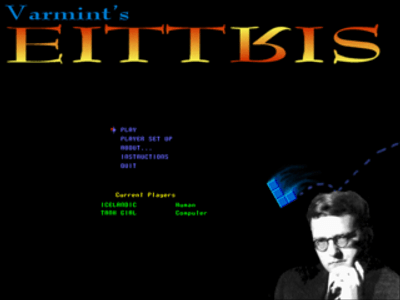 Varmint's
EITTRIS
PLAY
PLAYER SET UP
ABOUT...
INSTRUCTIONS
QUIT
Current Players
ICELANDIC Human
TANK GIRL Computer